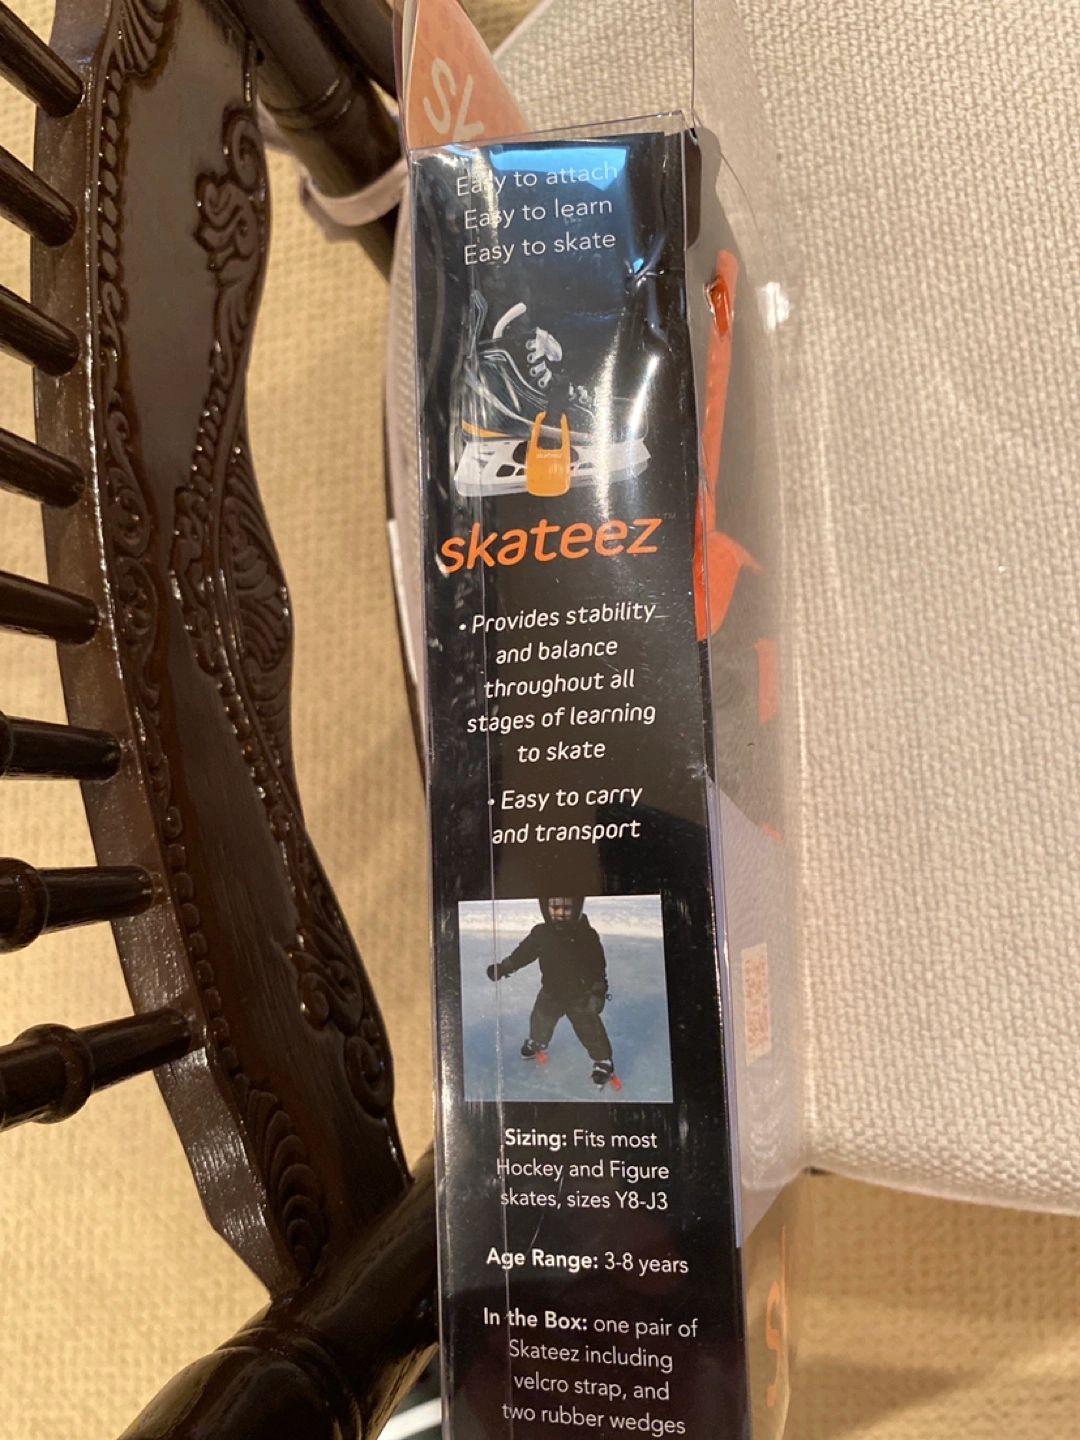 Sk
Easy to attach
Easy to learn
Easy to skate
skateez™
• Provides stability
and balance
throughout all
stages of learning
to skate
• Easy to carry
and transport
Sizing: Fits most
Hockey and Figure
skates, sizes Y8-J3
Age Range: 3-8 years
In the Box: one pair of
Skateez including
velcro strap, and
two rubber wedges